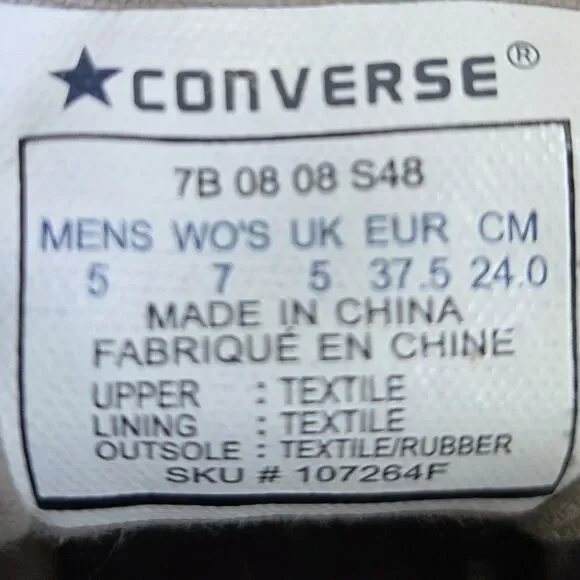 CONVERSE®
7B 08 08 S48
MENS WO'S UK EUR CM
5 7 5 37.5 24.0
MADE IN CHINA
FABRIQUÉ EN CHINE
UPPER : TEXTILE
LINING : TEXTILE
OUTSOLE : TEXTILE/RUBBER
SKU # 107264F